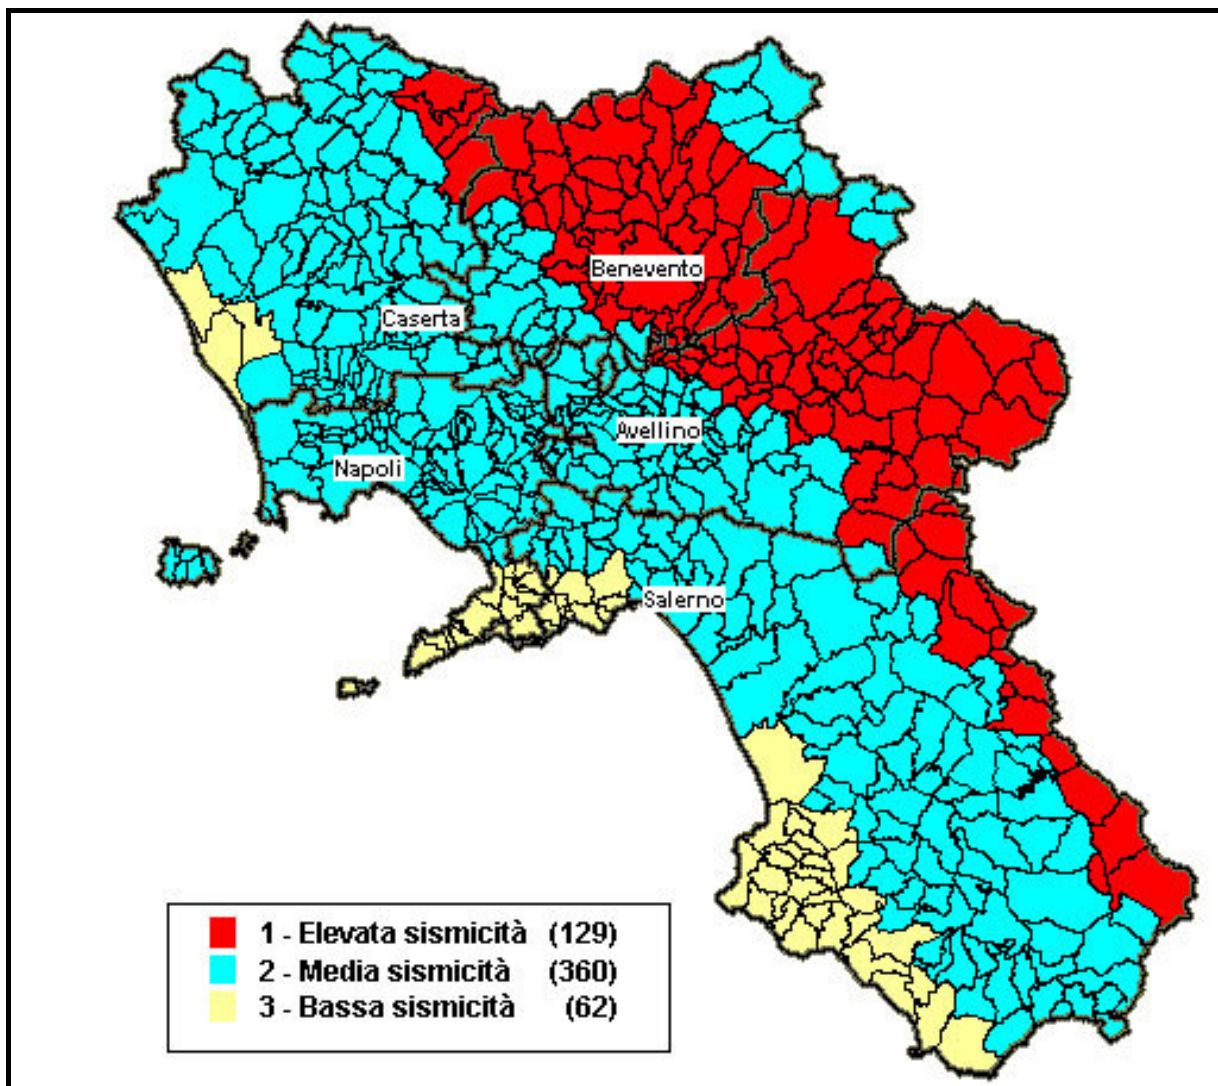 Benevento
Caserta
Avellino
Napoli
Salerno
1 - Elevata sismicità (129)
2 - Media sismicità (360)
3 - Bassa sismicità (62)